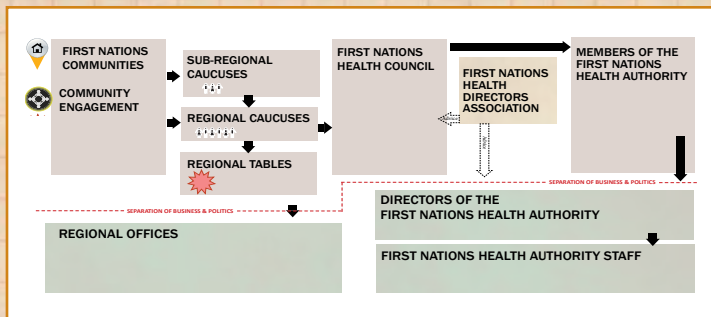 FIRST NATIONS
COMMUNITIES
COMMUNITY
ENGAGEMENT
SUB-REGIONAL
CAUCUSES
REGIONAL CAUCUSES
REGIONAL TABLES
FIRST NATIONS
HEALTH COUNCIL
FIRST NATIONS
HEALTH
DIRECTORS
ASSOCIATION
MEMBERS OF THE
FIRST NATIONS
HEALTH AUTHORITY
SEPARATION OF BUSINESS & POLITICS
SEPARATION OF BUSINESS & POLITICS
REGIONAL OFFICES
DIRECTORS OF THE
FIRST NATIONS HEALTH AUTHORITY
FIRST NATIONS HEALTH AUTHORITY STAFF